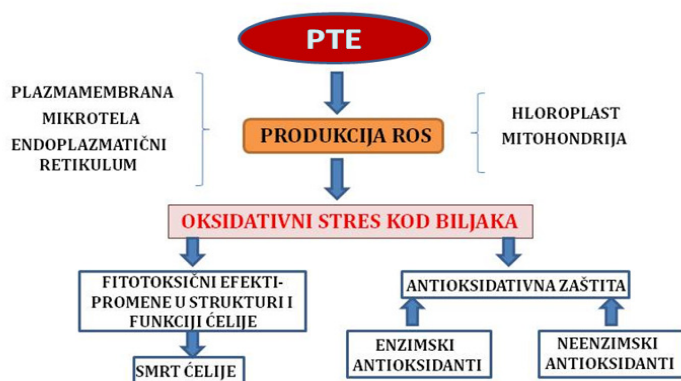 PTE
PLAZMAMEMBRANA
MIKROTELA
ENDOPLAZMATIČNI
RETIKULUM
PRODUKCIJA ROS
HLOROPLAST
MITOHONDRIJA
OKSIDATIVNI STRES KOD BILJAKA
FITOTOKSIČNI EFEKTI-
PROMENE U STRUKTURI I
FUNKCIJI ĆELIJE
SMRT ĆELIJE
ANTIOKSIDATIVNA ZAŠTITA
ENZIMSKI
ANTIOKSIDANTI
NEENZIMSKI
ANTIOKSIDANTI